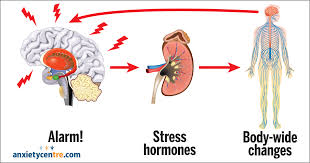 Alarm!
Stress
hormones
Body-wide
changes
anxietycentre.com